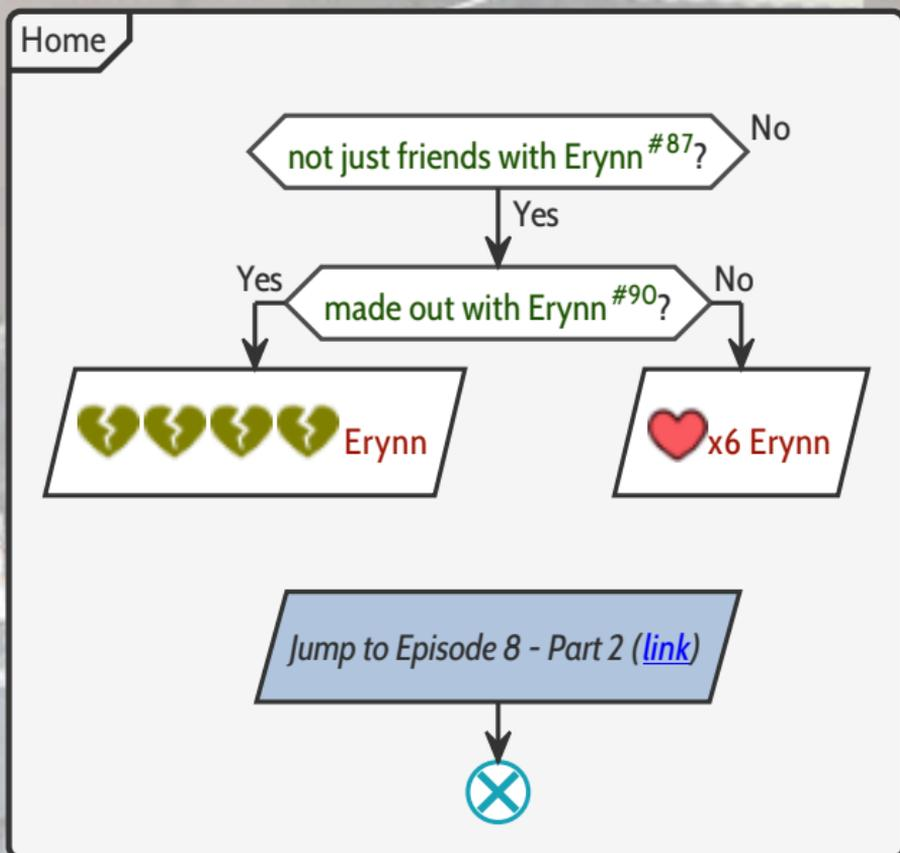 Home
not just friends with Erynn #87?
No
Yes
Yes
made out with Erynn #90?
No
Erynn
x6 Erynn
Jump to Episode 8 - Part 2 (link)